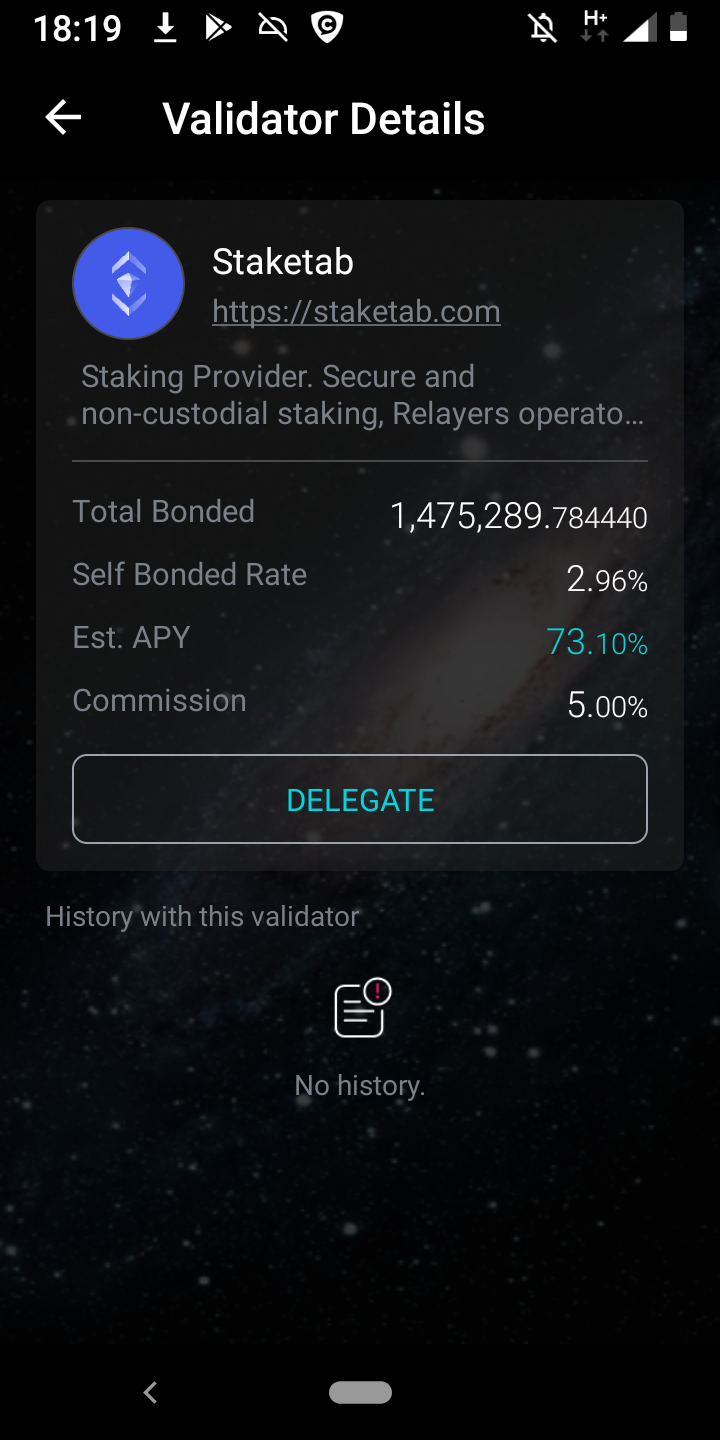 18:19
H+
Validator Details
Staketab
https://staketab.com
Staking Provider. Secure and
non-custodial staking, Relayers operato…
Total Bonded 1,475,289.784440
Self Bonded Rate 2.96%
Est. APY 73.10%
Commission 5.00%
DELEGATE
History with this validator
No history.